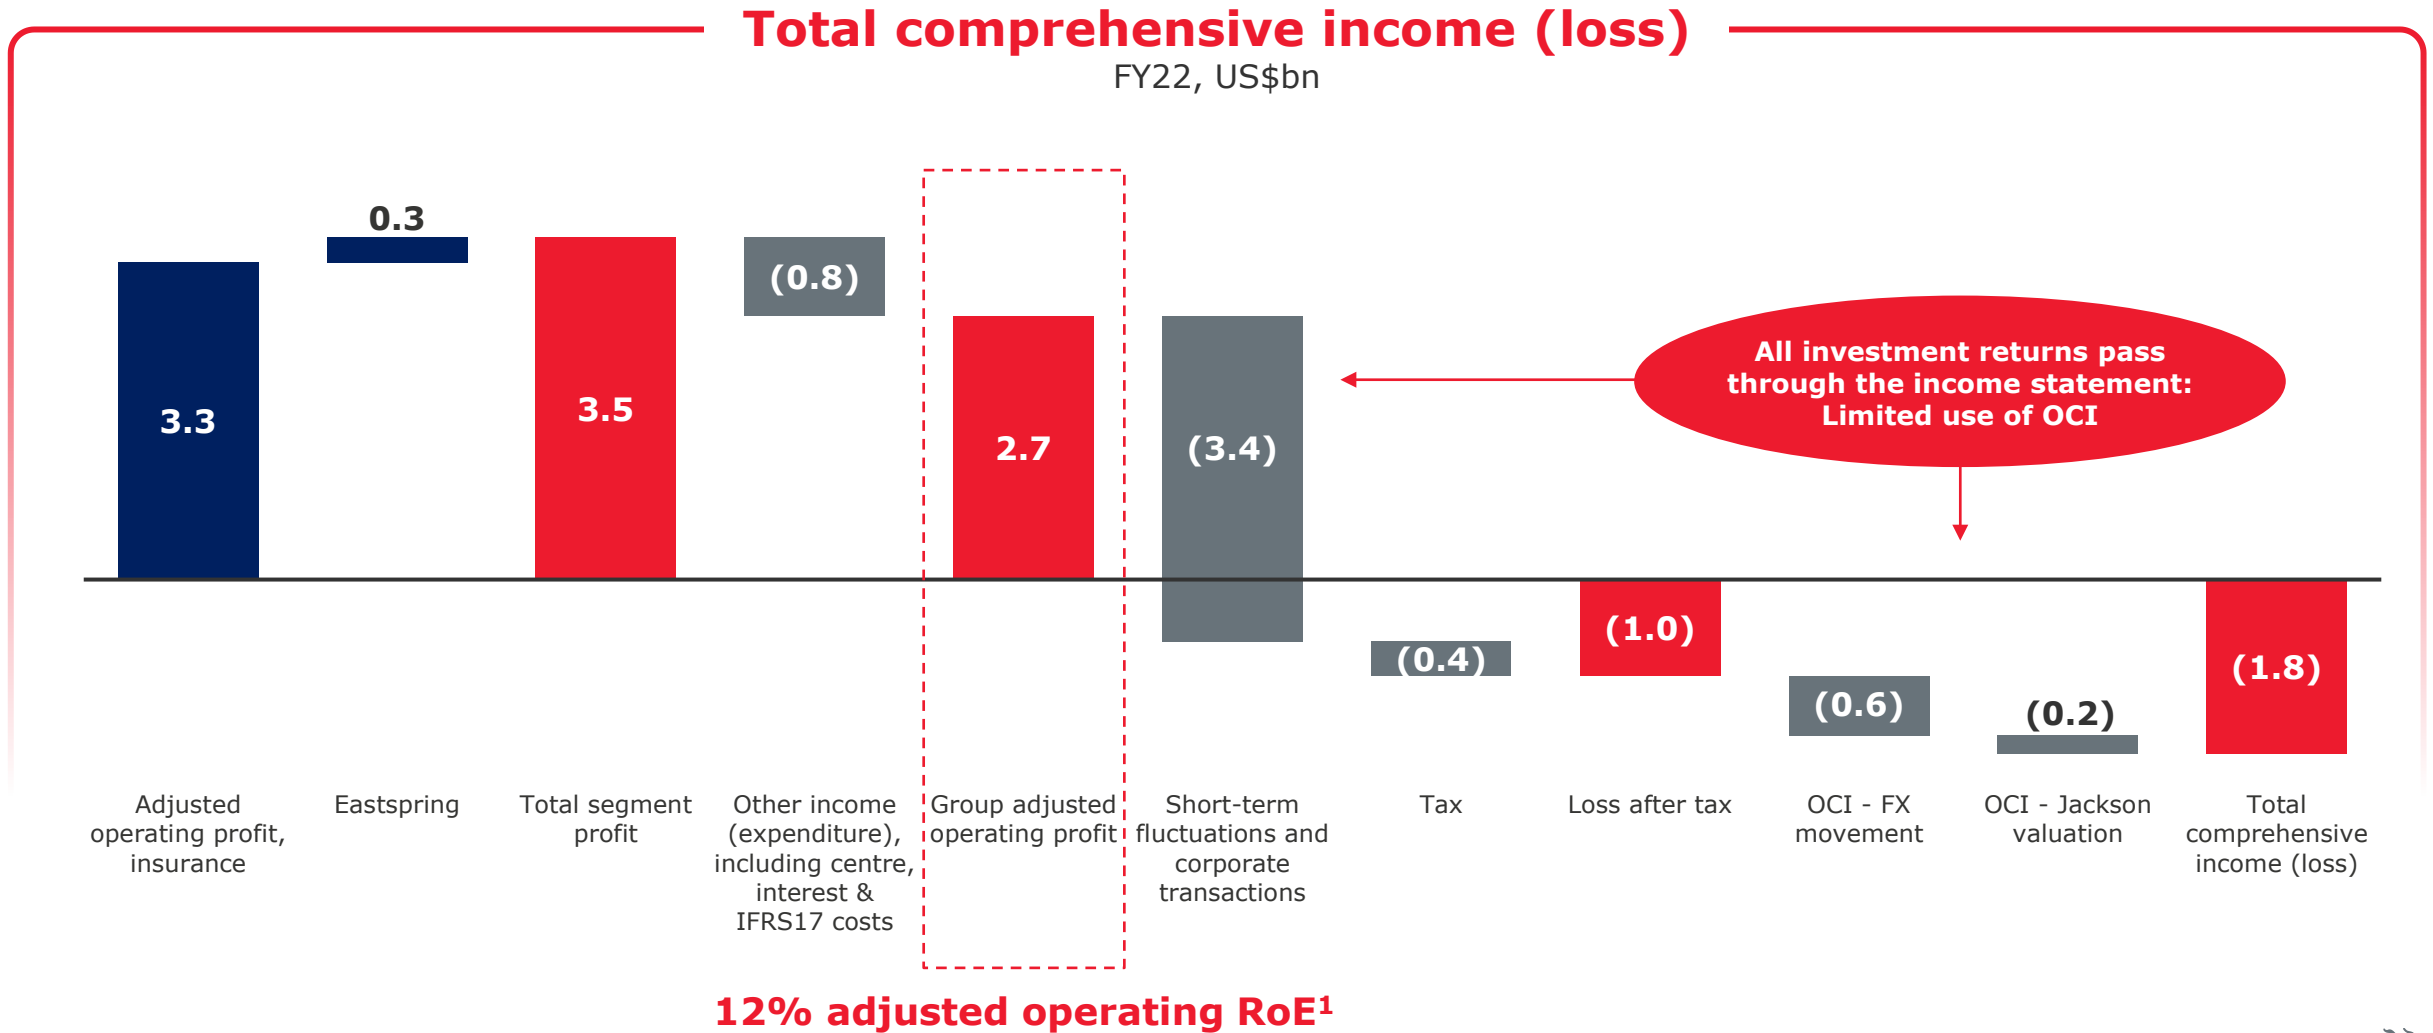 Total comprehensive income (loss)
FY22, US$bn
0.3
(0.8)
3.3
3.5
2.7
(3.4)
All investment returns pass
through the income statement:
Limited use of OCI
(0.4)
(1.0)
(0.6)
(0.2)
(1.8)
Adjusted
operating profit,
insurance
Eastspring
Total segment
profit
Other income
(expenditure),
including centre,
interest &
IFRS17 costs
Group adjusted
operating profit
Short-term
fluctuations and
corporate
transactions
Tax
Loss after tax
OCI - FX
movement
OCI - Jackson
valuation
Total
comprehensive
income (loss)
12% adjusted operating RoE¹